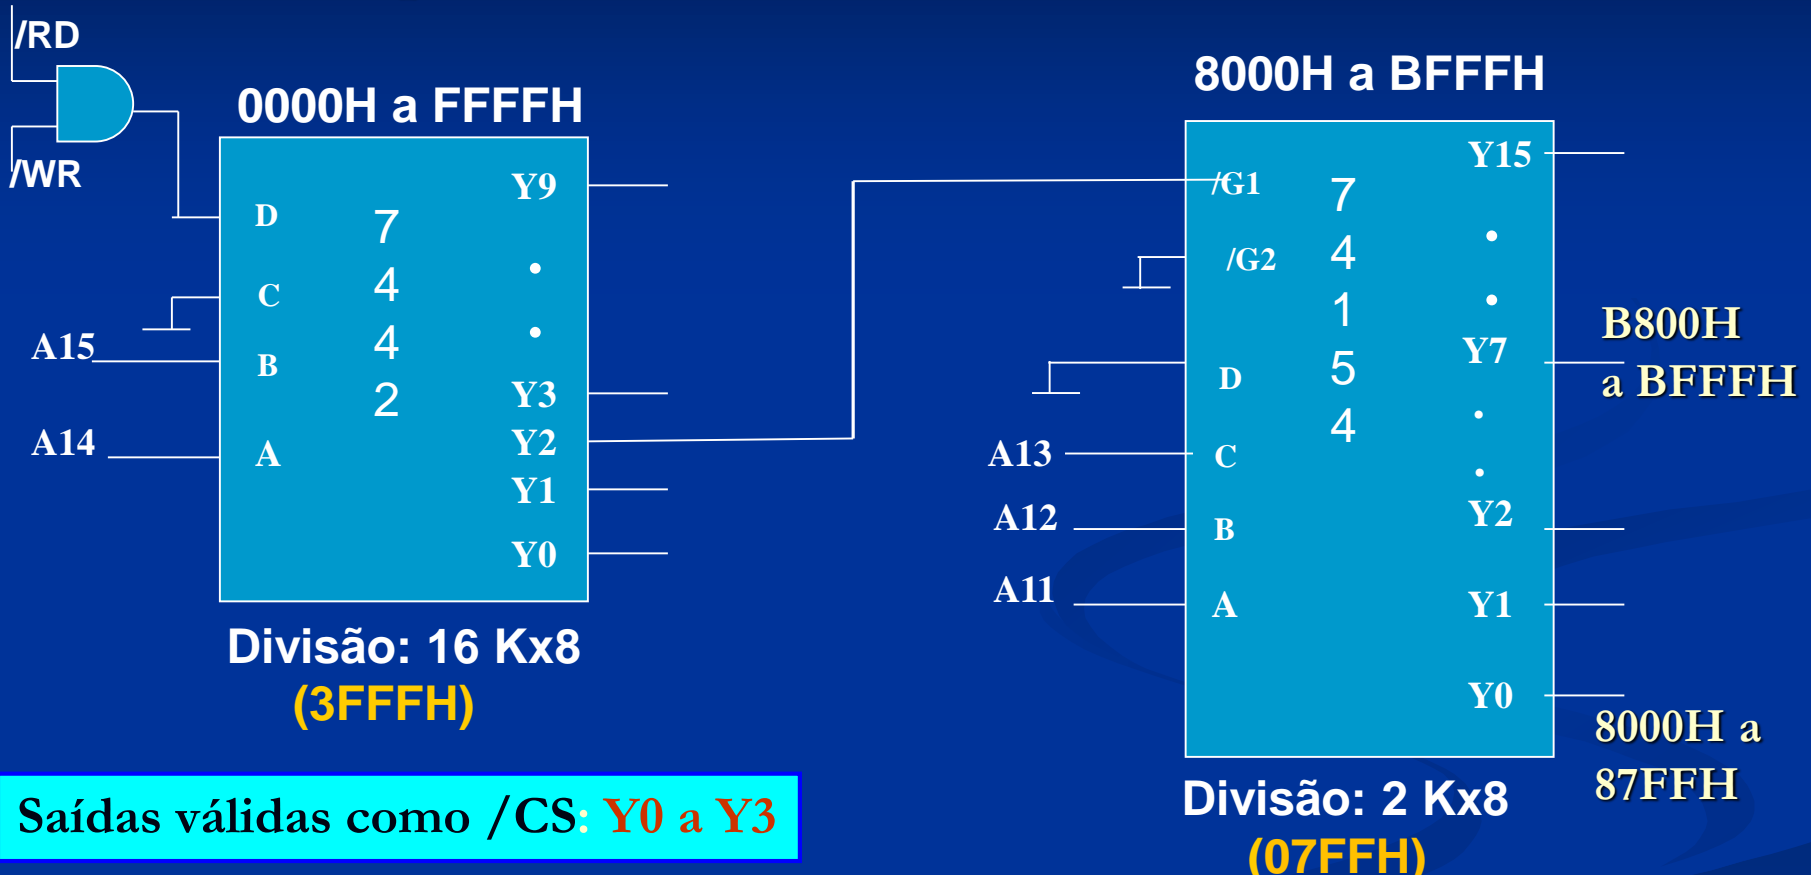 /RD
/WR
0000H a FFFFH
D
C
A15
B
A14
A
7
4
4
2
Y9
Y3
Y2
Y1
Y0
Divisão: 16 Kx8
(3FFFH)
Saídas válidas como /CS: Y0 a Y3
8000H a BFFFH
/G1
/G2
D
A13
C
A12
B
A11
A
7
4
1
5
4
Y15
Y7
Y2
Y1
Y0
B800H
a BFFFH
8000H a
87FFH
Divisão: 2 Kx8
(07FFH)